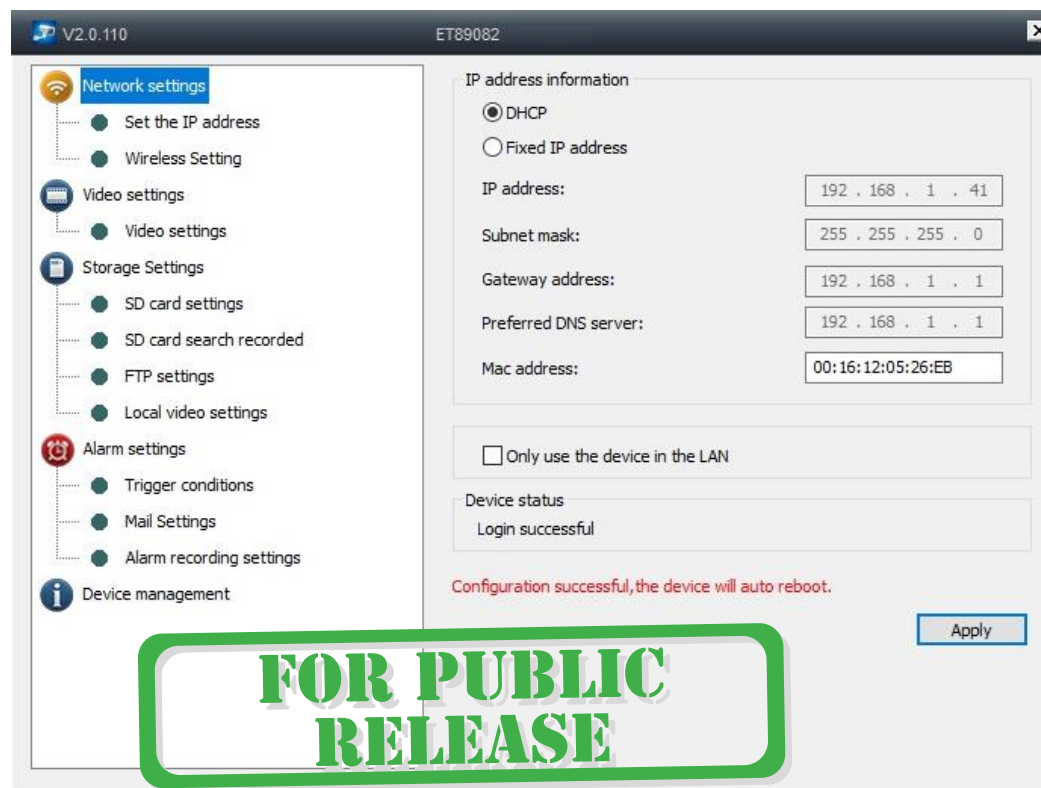 V2.0.110
ET89082
Network settings
Set the IP address
Wireless Setting
Video settings
Video settings
Storage Settings
SD card settings
SD card search recorded
FTP settings
Local video settings
Alarm settings
Trigger conditions
Mail Settings
Alarm recording settings
Device management
IP address information
DHCP
Fixed IP address
IP address: 192 . 168 . 1 . 41
Subnet mask: 255 . 255 . 255 . 0
Gateway address: 192 . 168 . 1 . 1
Preferred DNS server: 192 . 168 . 1 . 1
Mac address: 00:16:12:05:26:EB
Only use the device in the LAN
Device status
Login successful
Configuration successful,the device will auto reboot.
Apply
FOR PUBLIC
RELEASE